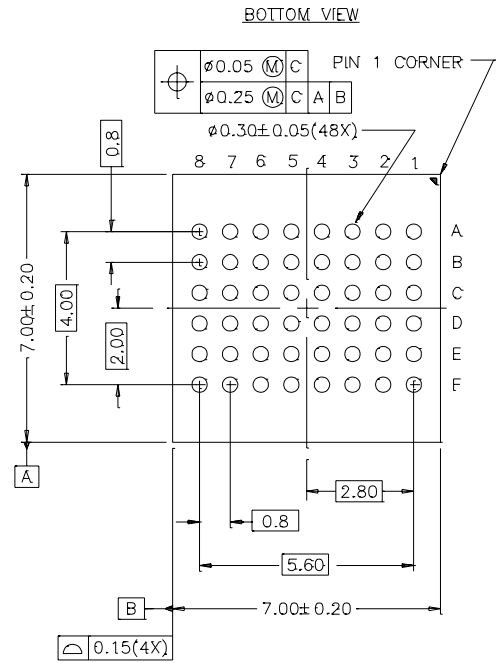 BOTTOM VIEW
ø0.05 Ⓜ C
PIN 1 CORNER
ø0.25 Ⓜ C A B
ø0.30±0.05(48X)
0.8
8 7 6 5 4 3 2 1
A
B
C
D
E
F
7.00±0.20
4.00
2.00
A
2.80
0.8
5.60
B
7.00±0.20
0.15(4X)